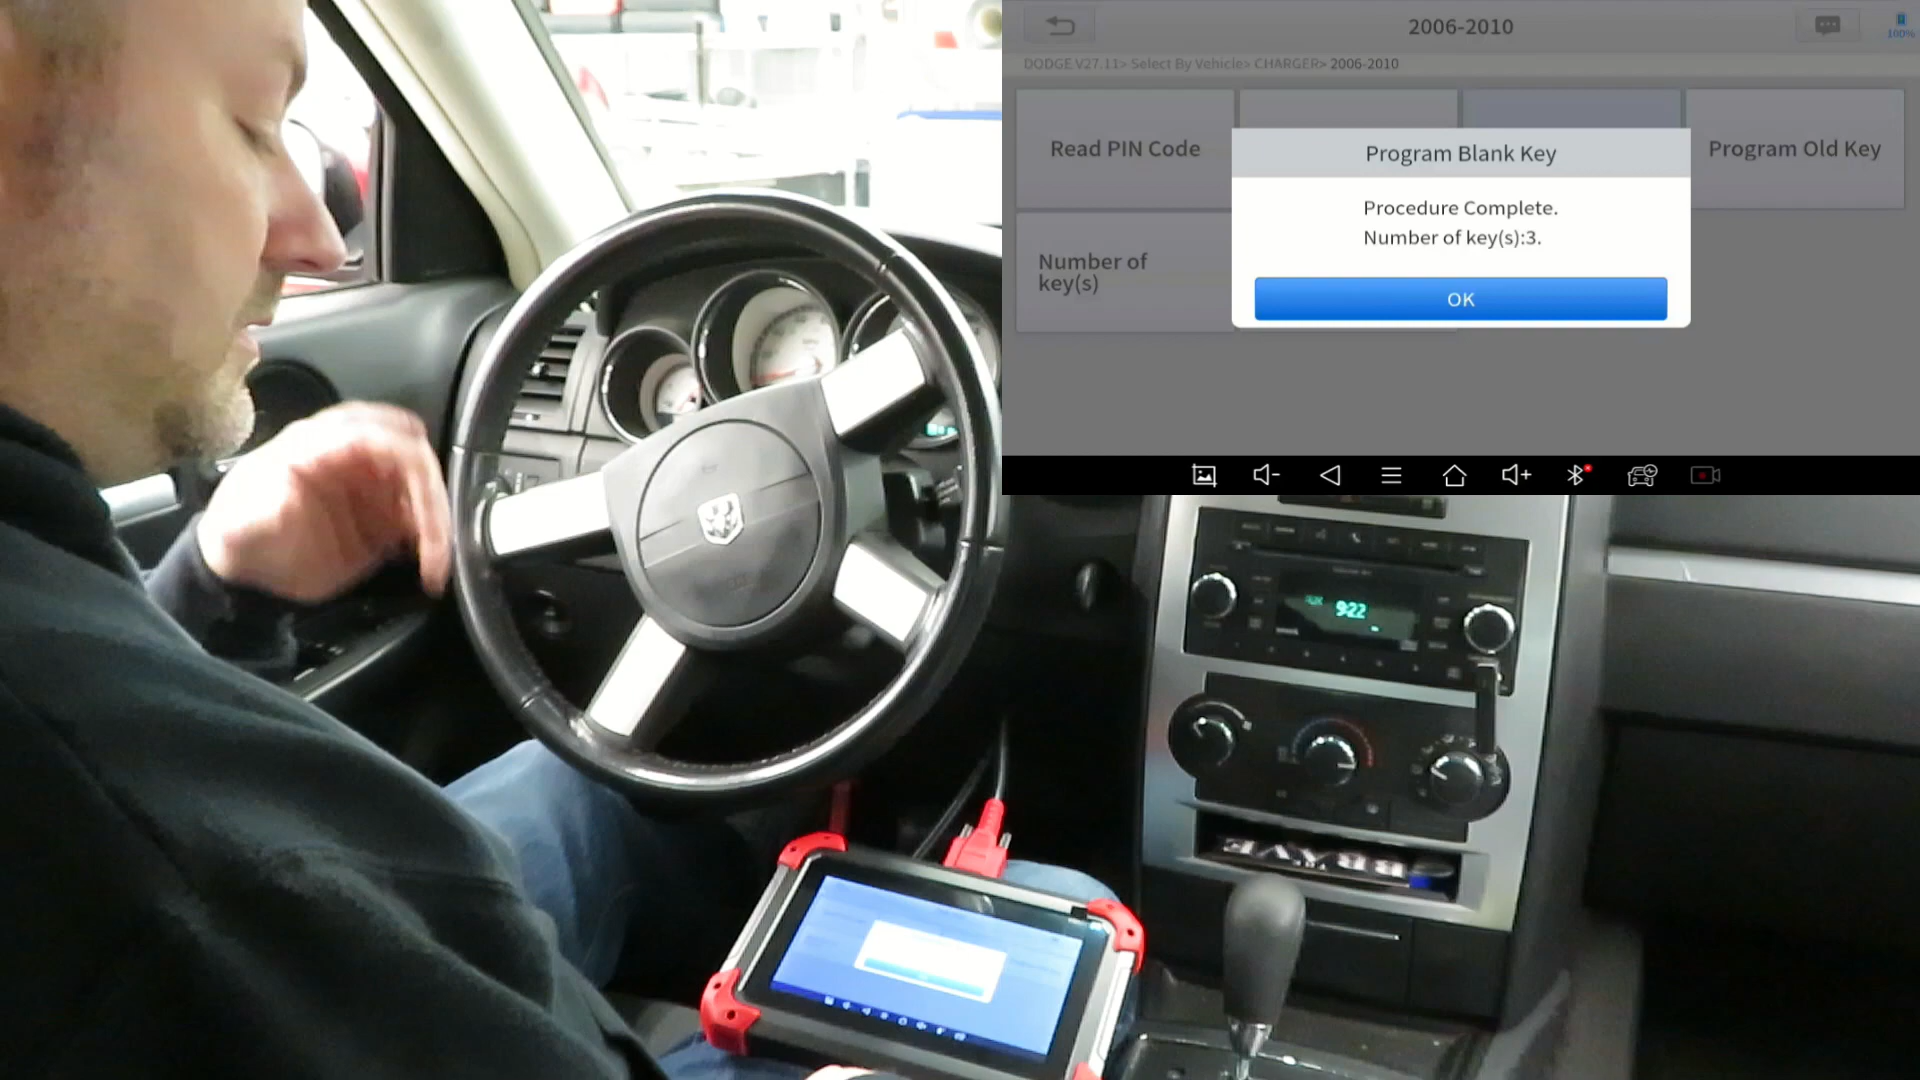 2006-2010
100%
DODGE V27.11> Select By Vehicle> CHARGER> 2006-2010
Read PIN Code
Program Old Key
Number of
key(s)
Program Blank Key
Procedure Complete.
Number of key(s):3.
OK
9:22